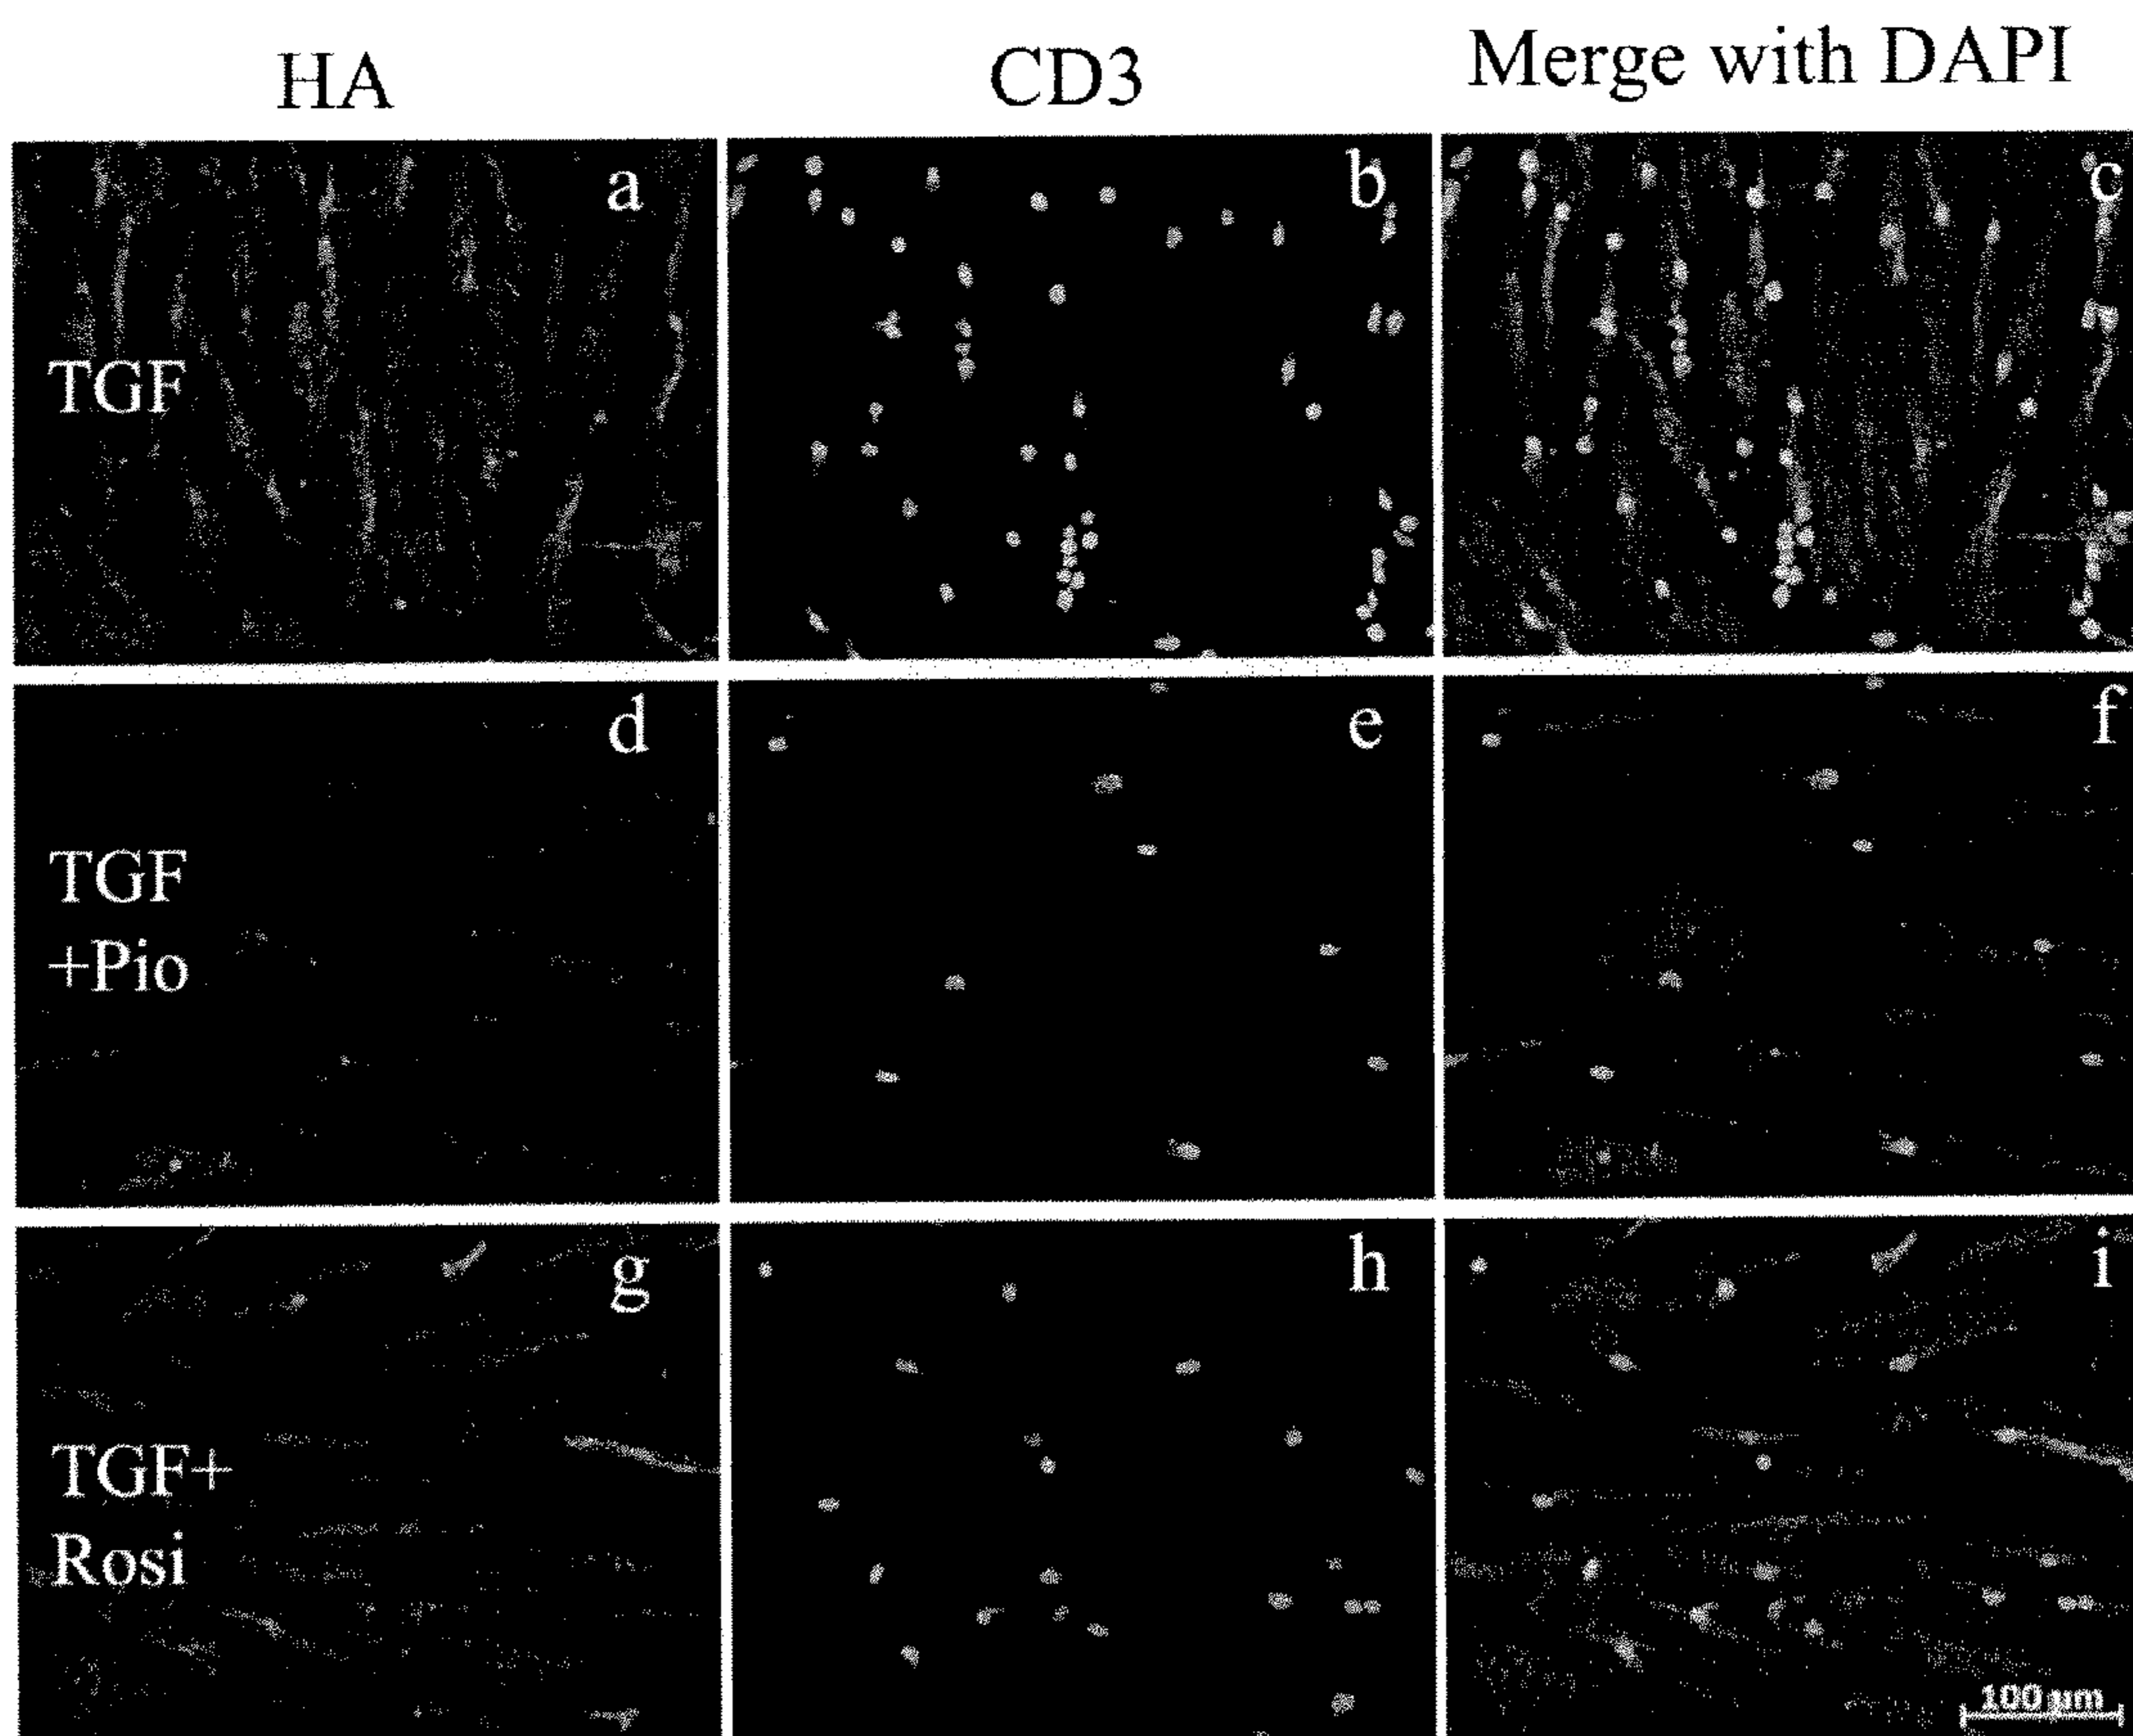 HA
CD3
Merge with DAPI
a
b
c
TGF
d
e
f
TGF
+Pio
g
h
i
TGF+
Rosi
100 µm